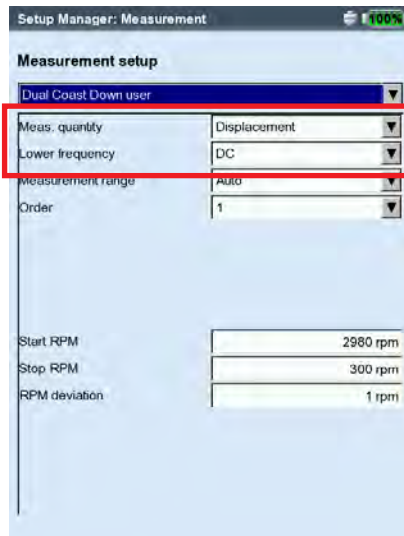 Setup Manager: Measurement 100%
Measurement setup
Dual Coast Down user
Meas. quantity Displacement
Lower frequency DC
Measurement range Auto
Order 1
Start RPM 2980 rpm
Stop RPM 300 rpm
RPM deviation 1 rpm